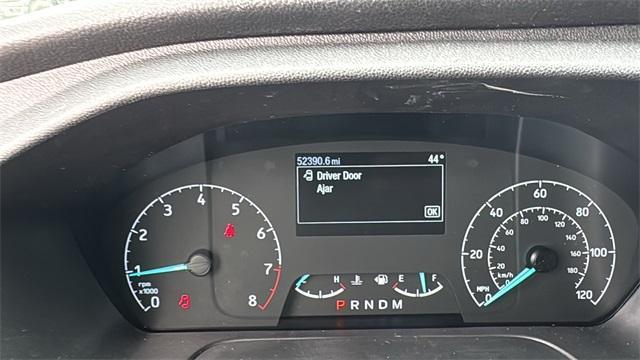 52390.6 mi 44°
Driver Door
Ajar
OK
0 1 2 3 4 5 6 7 8
rpm
x1000
H E F
P R N D M
0 20 40 60 80 100 120
MPH
0 20 40 60 80 100 120 140 160 180
km/h